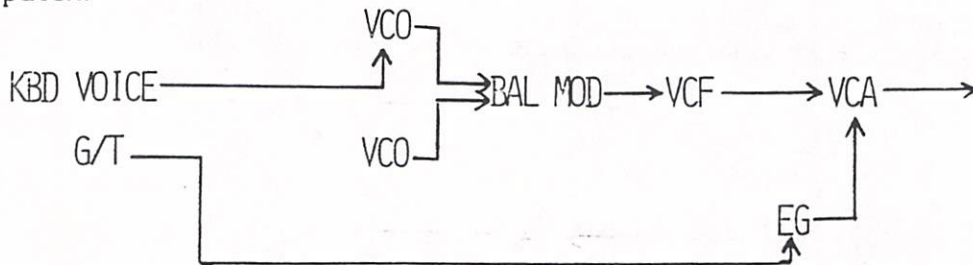 VCO
KBD VOICE BAL MOD VCF VCA
G/T VCO
EG